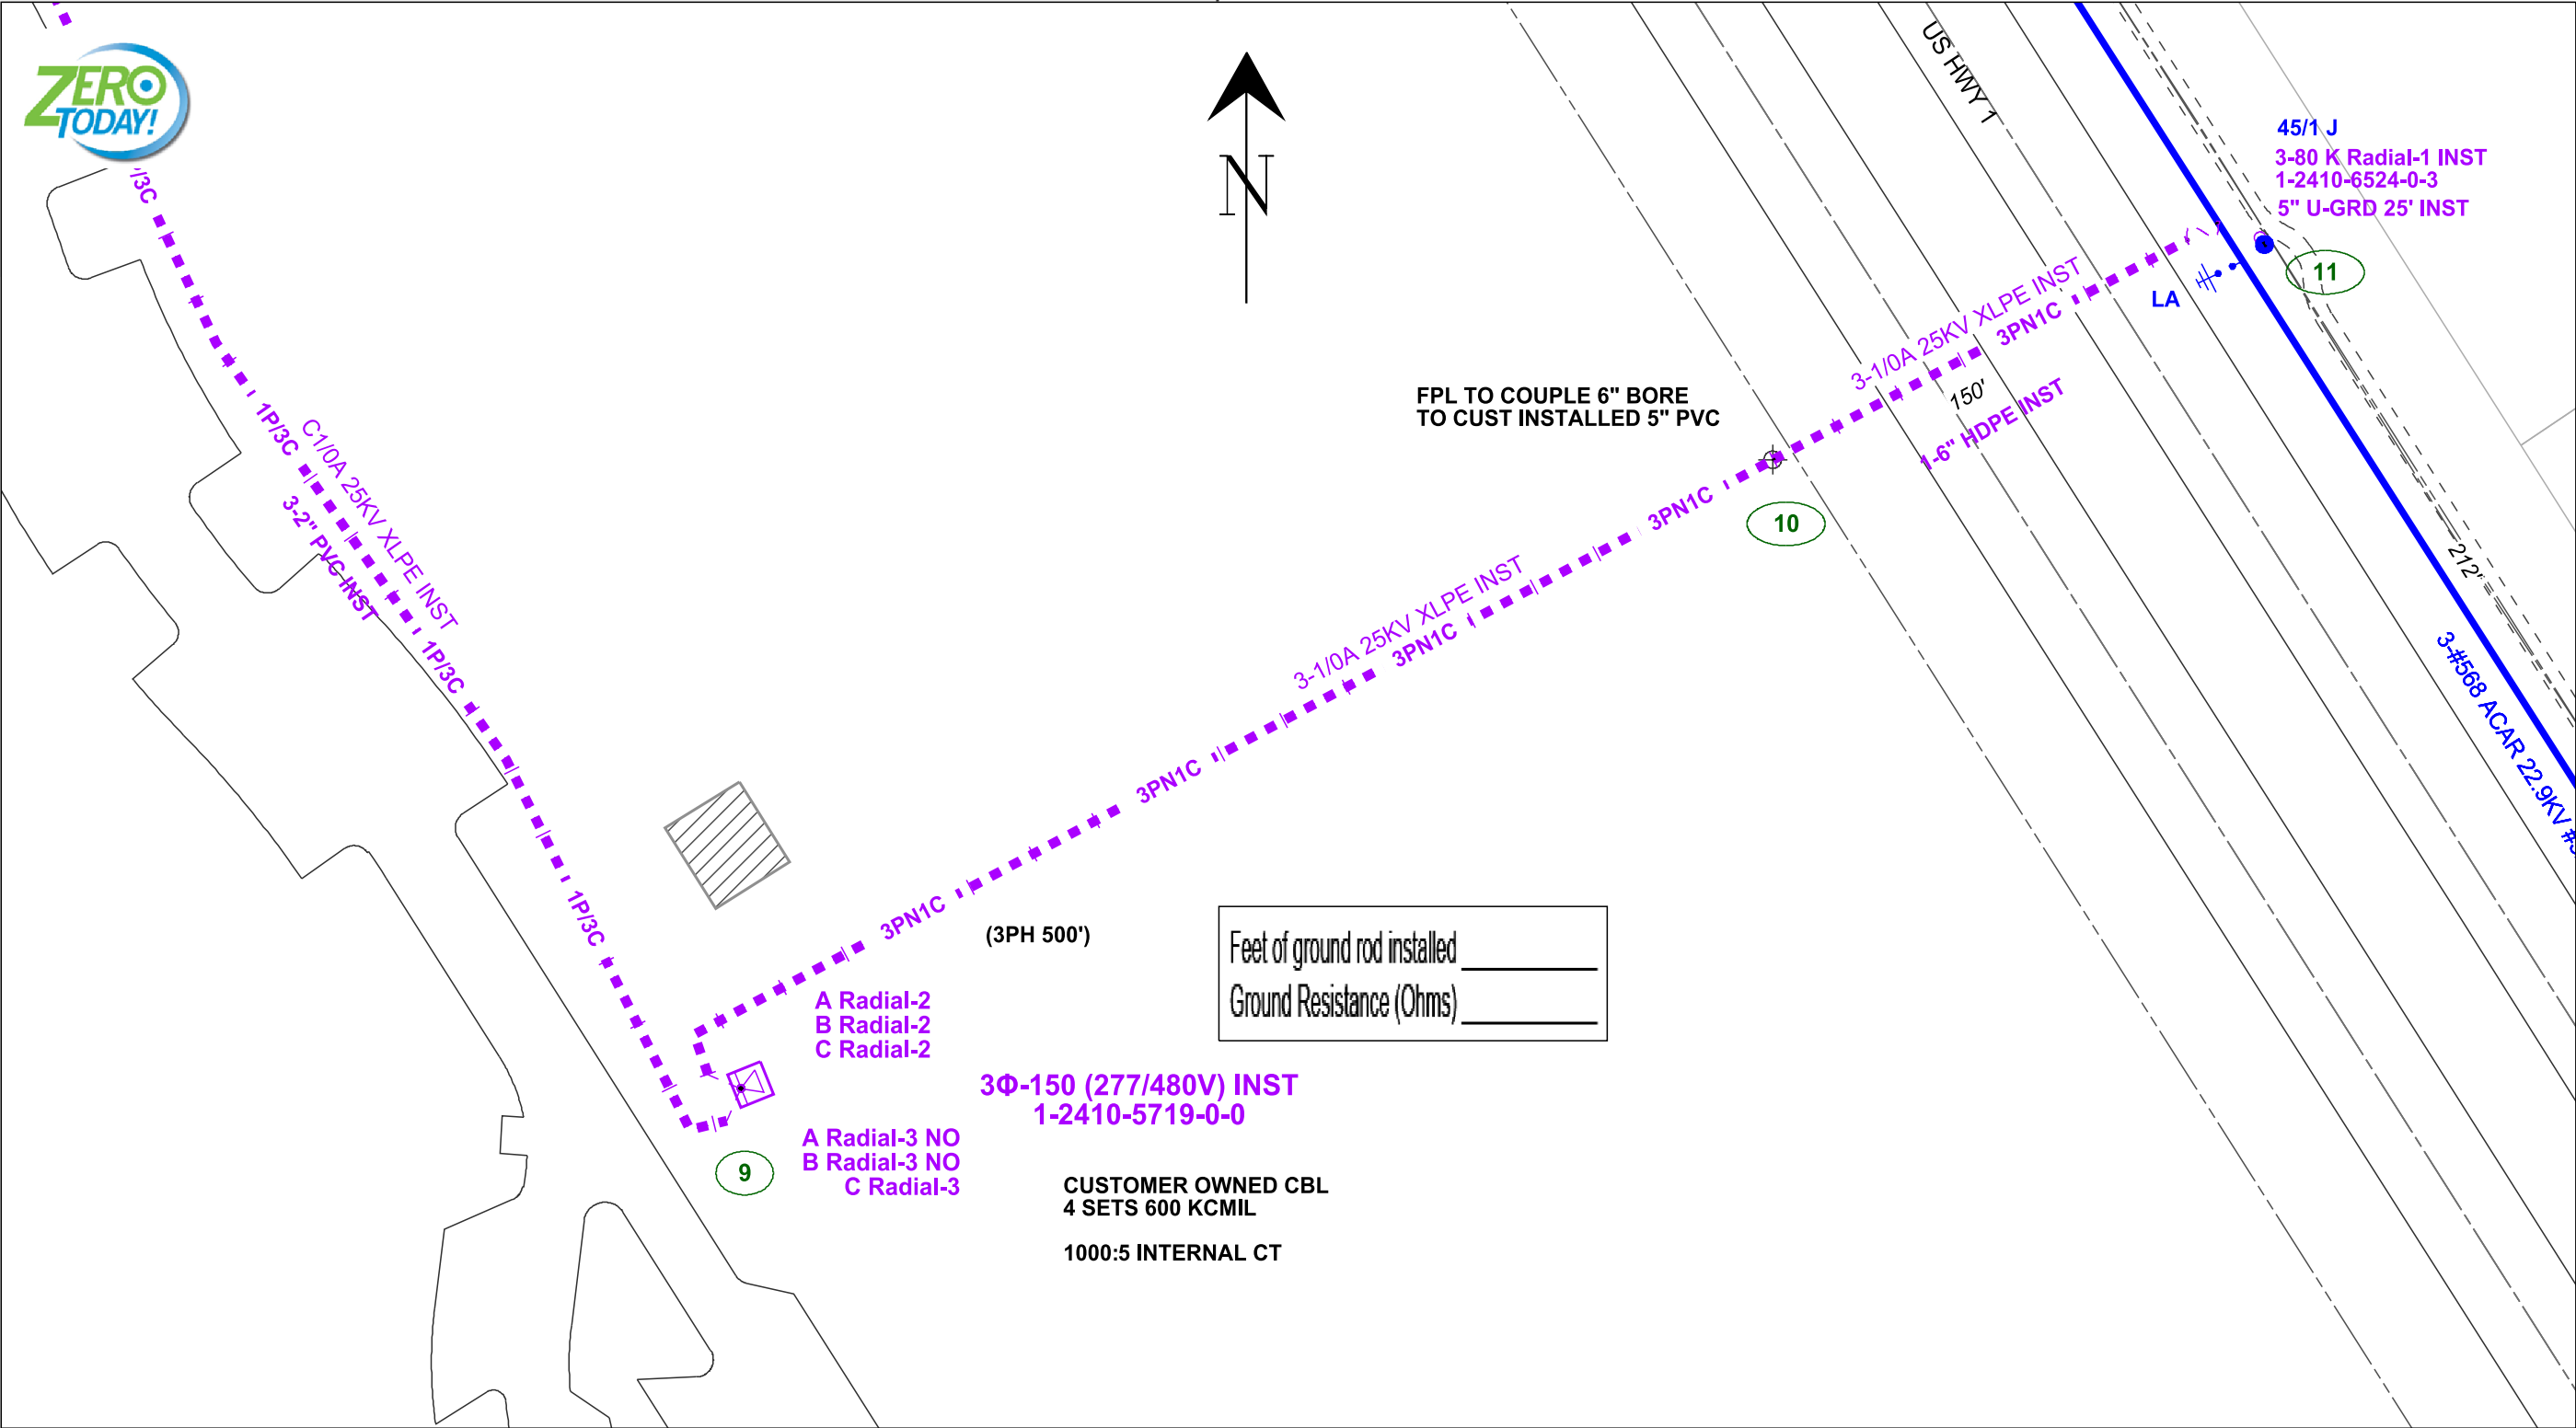 ZERO
TODAY!
N
US HWY 1
45/1 J
3-80 K Radial-1 INST
1-2410-6524-0-3
5" U-GRD 25' INST
11
LA
/3C
3-1/0A 25KV XLPE INST
3PN1C
150'
1-6" HDPE INST
FPL TO COUPLE 6" BORE
TO CUST INSTALLED 5" PVC
10
3PN1C
1P/3C
C1/0A 25KV XLPE INST
3-2" PVC INST
1P/3C
3-1/0A 25KV XLPE INST
3PN1C
212'
3-#568 ACAR 22.9KV
3PN1C
1P/3C
3PN1C
(3PH 500')
Feet of ground rod installed
Ground Resistance (Ohms)
A Radial-2
B Radial-2
C Radial-2
3Φ-150 (277/480V) INST
1-2410-5719-0-0
A Radial-3 NO
B Radial-3 NO
C Radial-3
9
CUSTOMER OWNED CBL
4 SETS 600 KCMIL
1000:5 INTERNAL CT